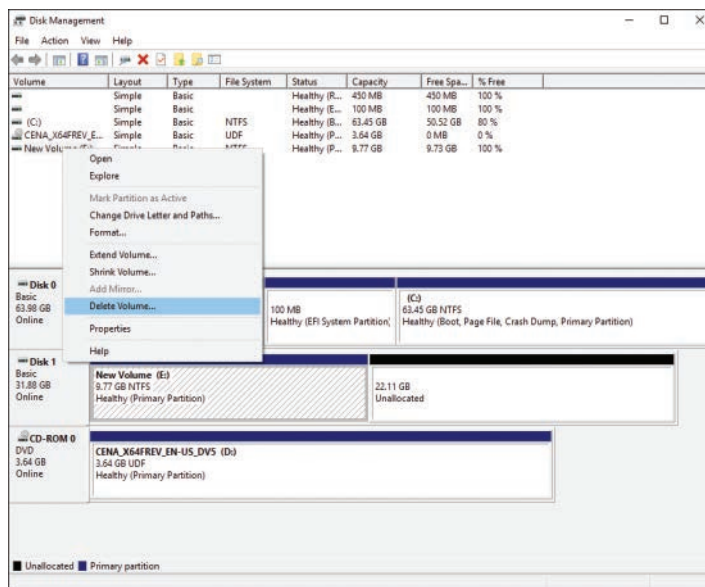 Disk Management
File Action View Help
Volume Layout Type File System Status Capacity Free Spa... % Free
Simple Basic Healthy (R... 450 MB 450 MB 100 %
Simple Basic Healthy (E... 100 MB 100 MB 100 %
(C:) Simple Basic NTFS Healthy (B... 63.45 GB 50.52 GB 80 %
CENA_X64FREV_E... Simple Basic UDF Healthy (P... 3.64 GB 0 MB 0 %
New Volume (E:) Simple Basic NTFS Healthy (P... 9.77 GB 9.73 GB 100 %
Open
Explore
Mark Partition as Active
Change Drive Letter and Paths...
Format...
Extend Volume...
Shrink Volume...
Add Mirror...
Delete Volume...
Properties
Help
Disk 0
Basic
63.98 GB
Online
100 MB
Healthy (EFI System Partition)
(C:)
63.45 GB NTFS
Healthy (Boot, Page File, Crash Dump, Primary Partition)
Disk 1
Basic
31.88 GB
Online
New Volume (E:)
9.77 GB NTFS
Healthy (Primary Partition)
22.11 GB
Unallocated
CD-ROM 0
DVD
3.64 GB
Online
CENA_X64FREV_EN-US_DV5 (D:)
3.64 GB UDF
Healthy (Primary Partition)
Unallocated Primary partition